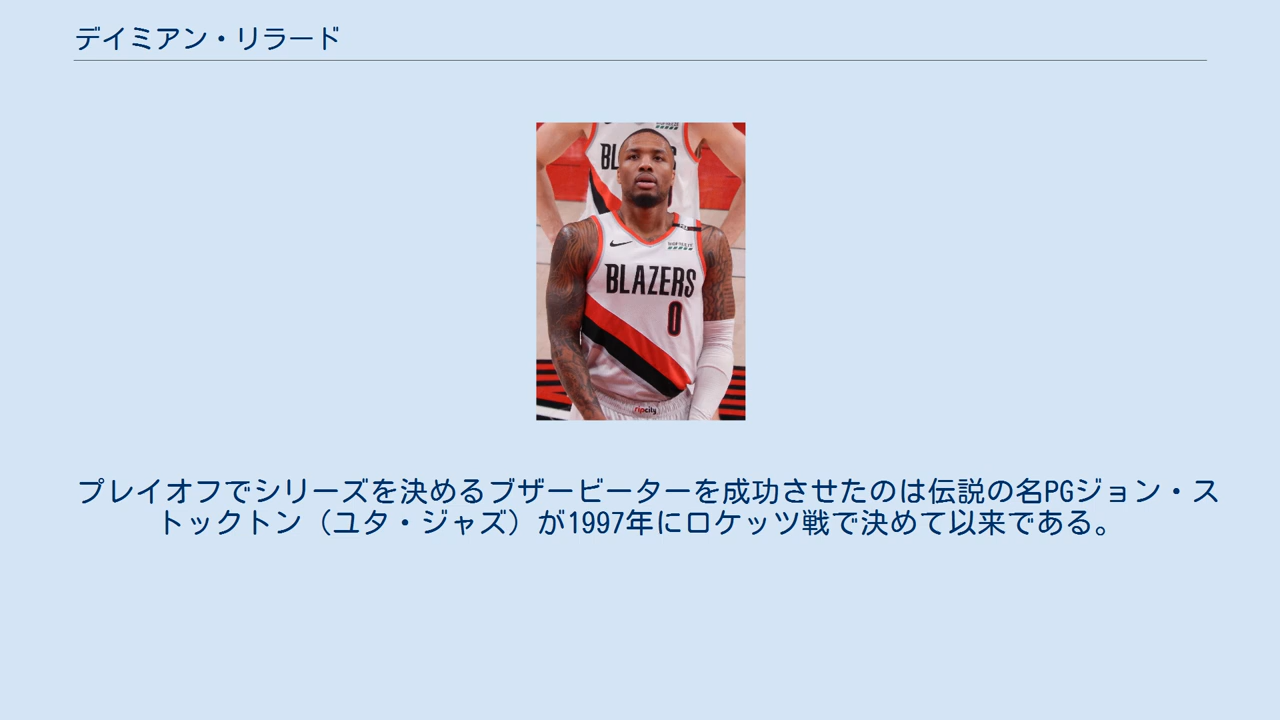 デイミアン・リラード
BL
BLAZERS
0
ripcity
プレイオフでシリーズを決めるブザービーターを成功させたのは伝説の名PGジョン・ス
トックトン（ユタ・ジャズ）が1997年にロケッツ戦で決めて以来である。